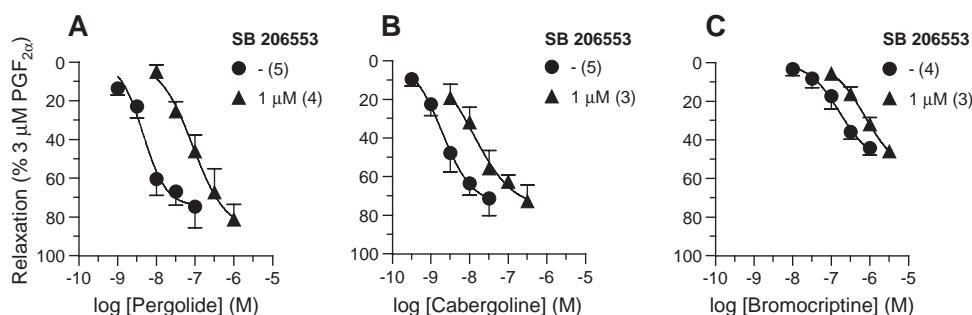 A
SB 206553
- (5)
1 μM (4)
Relaxation (% 3 μM PGF2α)
0
20
40
60
80
100
-10 -9 -8 -7 -6 -5
log [Pergolide] (M)
B
SB 206553
- (5)
1 μM (3)
0
20
40
60
80
100
-10 -9 -8 -7 -6 -5
log [Cabergoline] (M)
C
SB 206553
- (4)
1 μM (3)
0
20
40
60
80
100
-10 -9 -8 -7 -6 -5
log [Bromocriptine] (M)